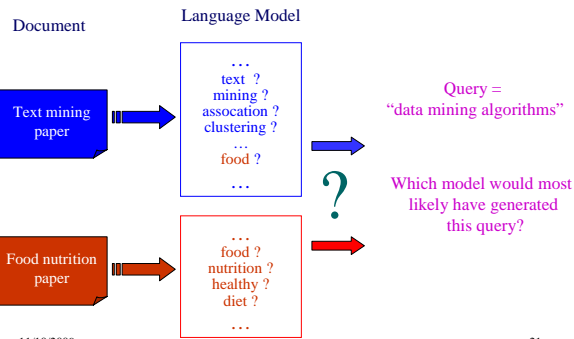 Document
Language Model
Text mining
paper
…
text ?
mining ?
assocation ?
clustering ?
…
food ?
…
Query =
“data mining algorithms”
?
Which model would most
likely have generated
this query?
Food nutrition
paper
…
food ?
nutrition ?
healthy ?
diet ?
…